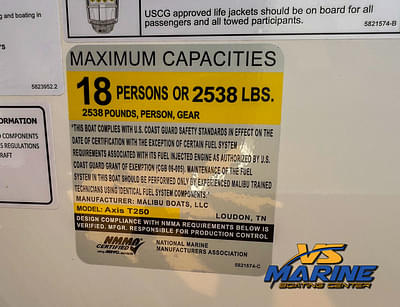 g and boating in
rs
5823952.2
USCG approved life jackets should be on board for all
passengers and all towed participants.
5821574-B
ORMATION
D COMPONENTS
S REGULATIONS
RAFT
MAXIMUM CAPACITIES
18 PERSONS OR 2538 LBS.
2538 POUNDS, PERSON, GEAR
"THIS BOAT COMPLIES WITH U.S. COAST GUARD SAFETY STANDARDS IN EFFECT ON THE
DATE OF CERTIFICATION WITH THE EXCEPTION OF CERTAIN FUEL SYSTEM
REQUIREMENTS ASSOCIATED WITH ITS FUEL INJECTED ENGINE AS AUTHORIZED BY U.S.
COAST GUARD GRANT OF EXEMPTION (CGB 06-005). MAINTENANCE OF THE FUEL
SYSTEM IN THIS BOAT SHOULD BE PERFORMED ONLY BY EXPERIENCED MALIBU TRAINED
TECHNICIANS USING IDENTICAL FUEL SYSTEM COMPONENTS."
MANUFACTURER: MALIBU BOATS, LLC
MODEL: Axis T250 LOUDON, TN
DESIGN COMPLIANCE WITH NMMA REQUIREMENTS BELOW IS
VERIFIED. MFGR. RESPONSIBLE FOR PRODUCTION CONTROL
NMMA
CERTIFIED
NATIONAL MARINE
MANUFACTURERS ASSOCIATION
5821574-C
VS
MARINE
BOATING CENTER